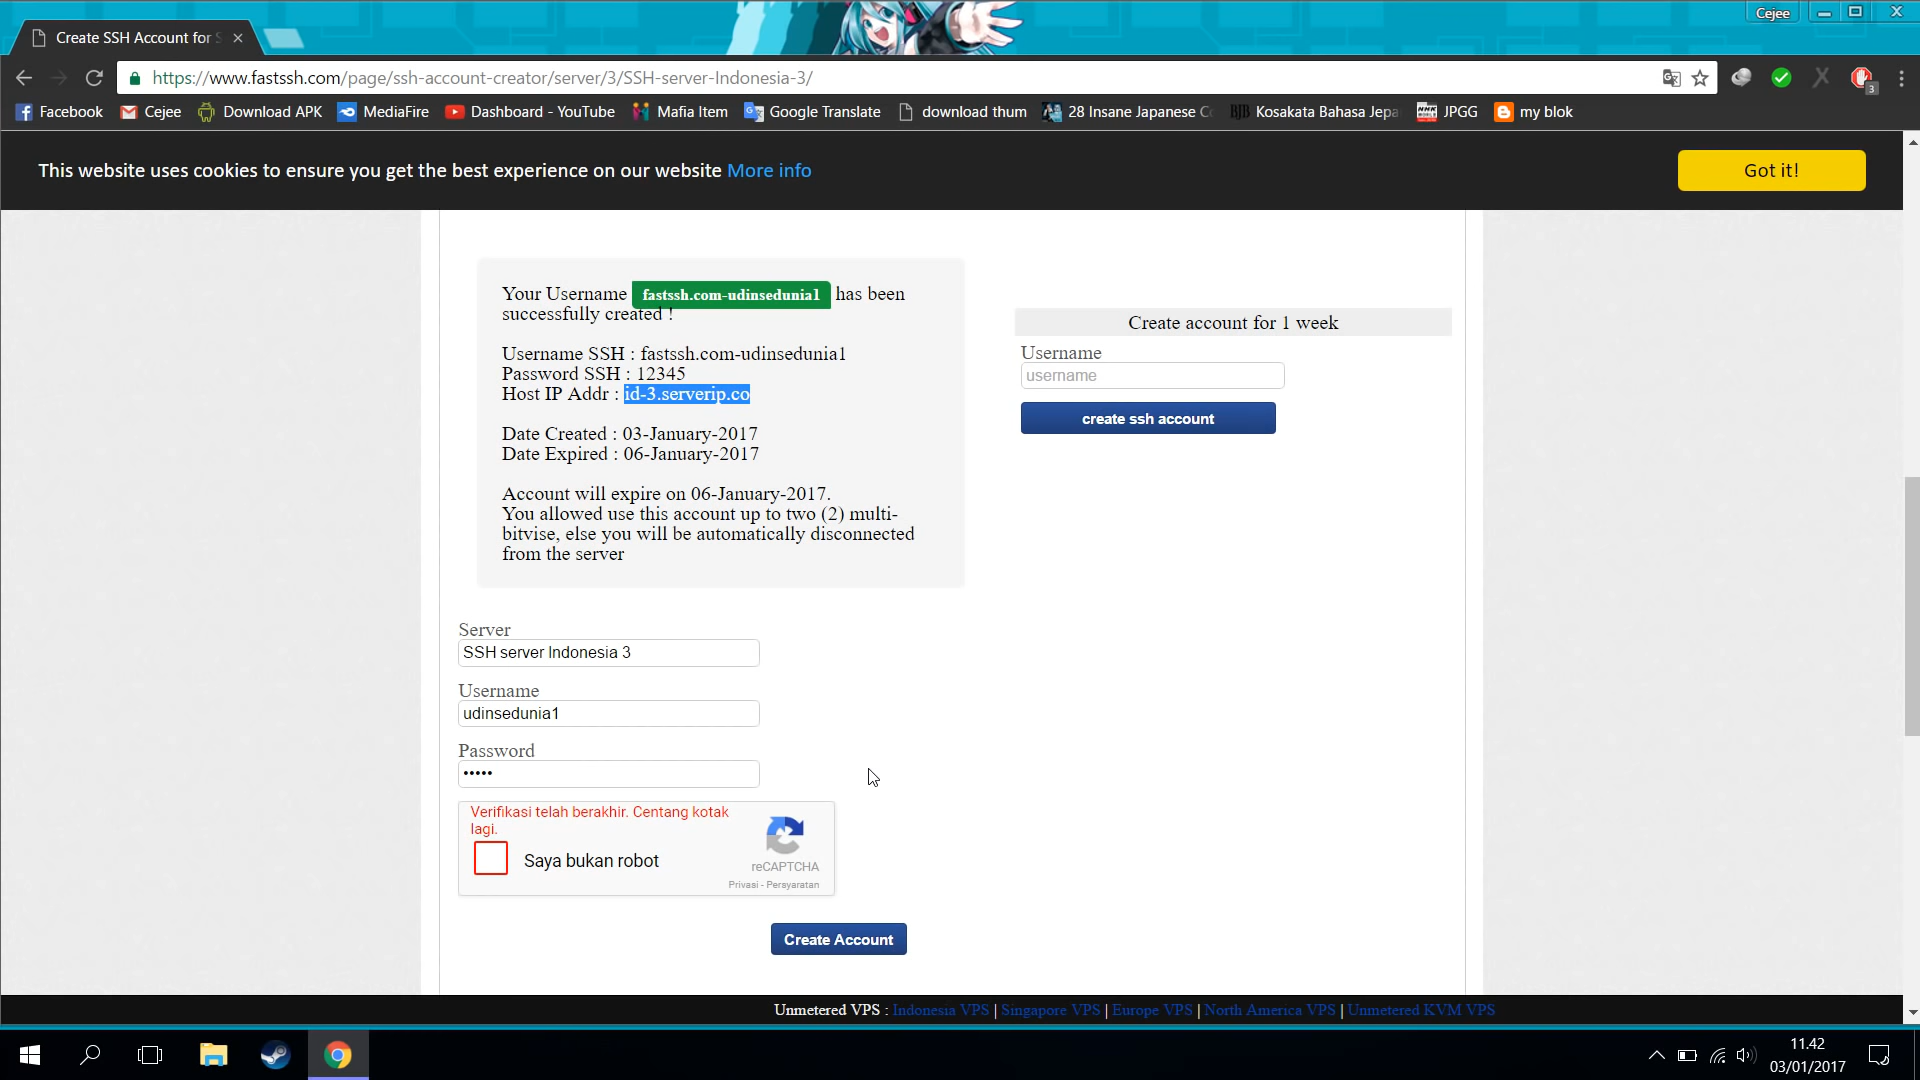 Cejee
Create SSH Account for S
https://www.fastssh.com/page/ssh-account-creator/server/3/SSH-server-Indonesia-3/
3
Facebook Cejee Download APK MediaFire Dashboard - YouTube Mafia Item Google Translate download thum 28 Insane Japanese Co Kosakata Bahasa Jepa JPGG my blok
This website uses cookies to ensure you get the best experience on our website More info
Got it!
Your Username fastssh.com-udinsedunia1 has been
successfully created !
Username SSH : fastssh.com-udinsedunia1
Password SSH : 12345
Host IP Addr : id-3.serverip.co
Date Created : 03-January-2017
Date Expired : 06-January-2017
Account will expire on 06-January-2017.
You allowed use this account up to two (2) multi-
bitvise, else you will be automatically disconnected
from the server
Create account for 1 week
Username
username
create ssh account
Server
SSH server Indonesia 3
Username
udinsedunia1
Password
•••••
Verifikasi telah berakhir. Centang kotak
lagi.
Saya bukan robot
reCAPTCHA
Privasi - Persyaratan
Create Account
Unmetered VPS : Indonesia VPS | Singapore VPS | Europe VPS | North America VPS | Unmetered KVM VPS
11.42
03/01/2017